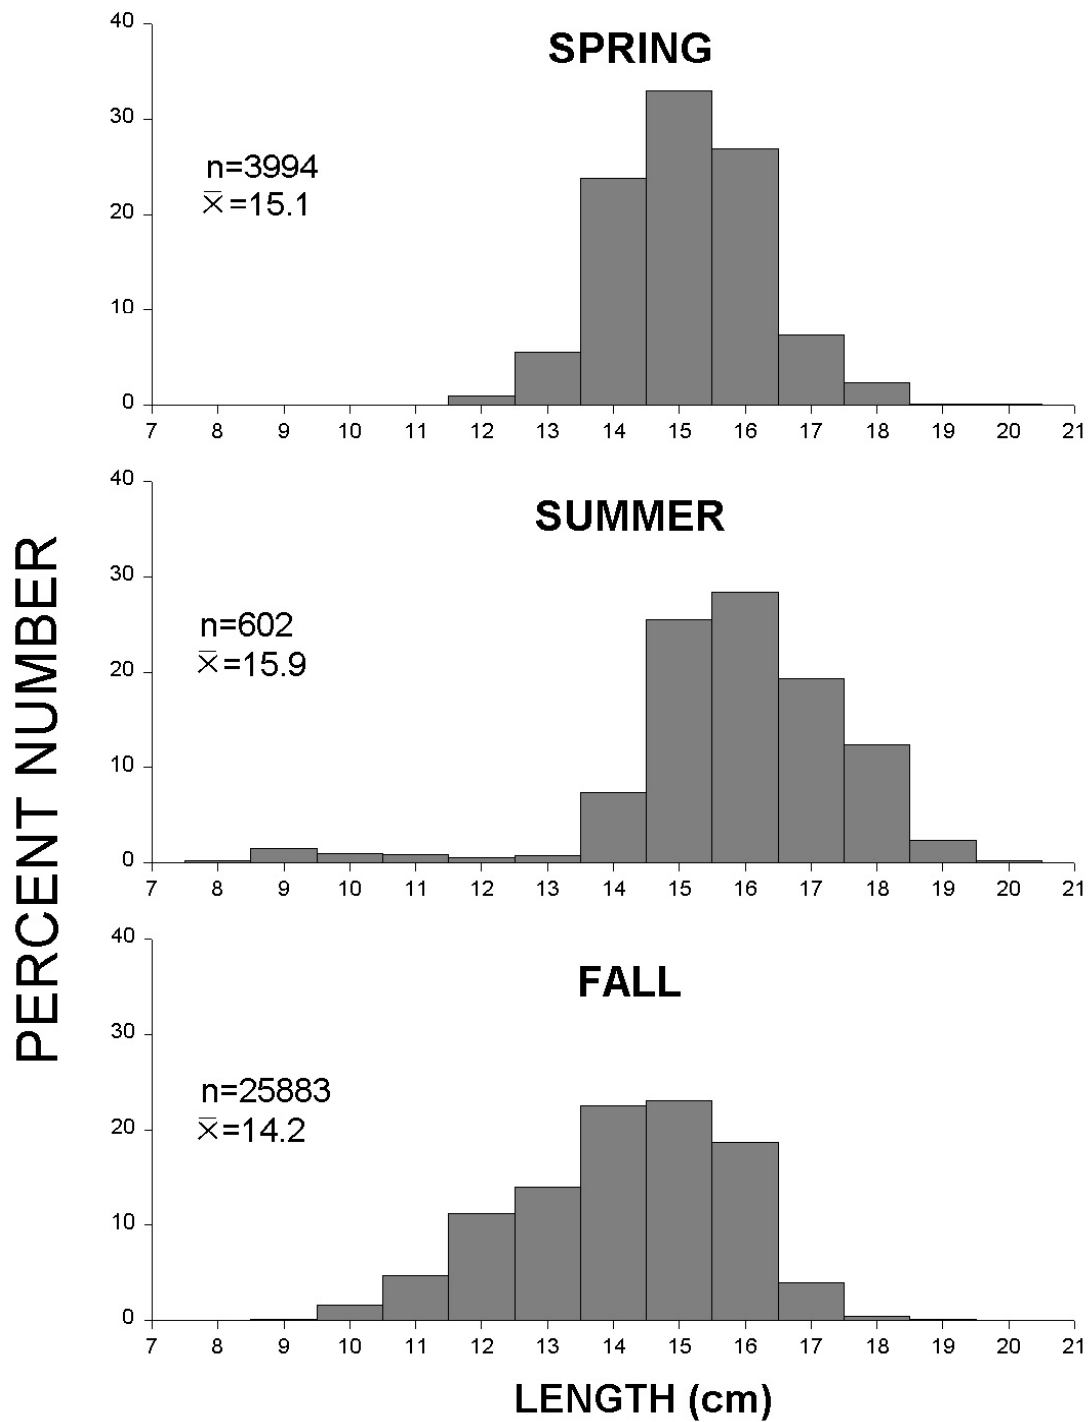 PERCENT NUMBER
SPRING
n=3994
x̄=15.1
40
30
20
10
0
7 8 9 10 11 12 13 14 15 16 17 18 19 20 21
SUMMER
n=602
x̄=15.9
40
30
20
10
0
7 8 9 10 11 12 13 14 15 16 17 18 19 20 21
FALL
n=25883
x̄=14.2
40
30
20
10
0
7 8 9 10 11 12 13 14 15 16 17 18 19 20 21
LENGTH (cm)